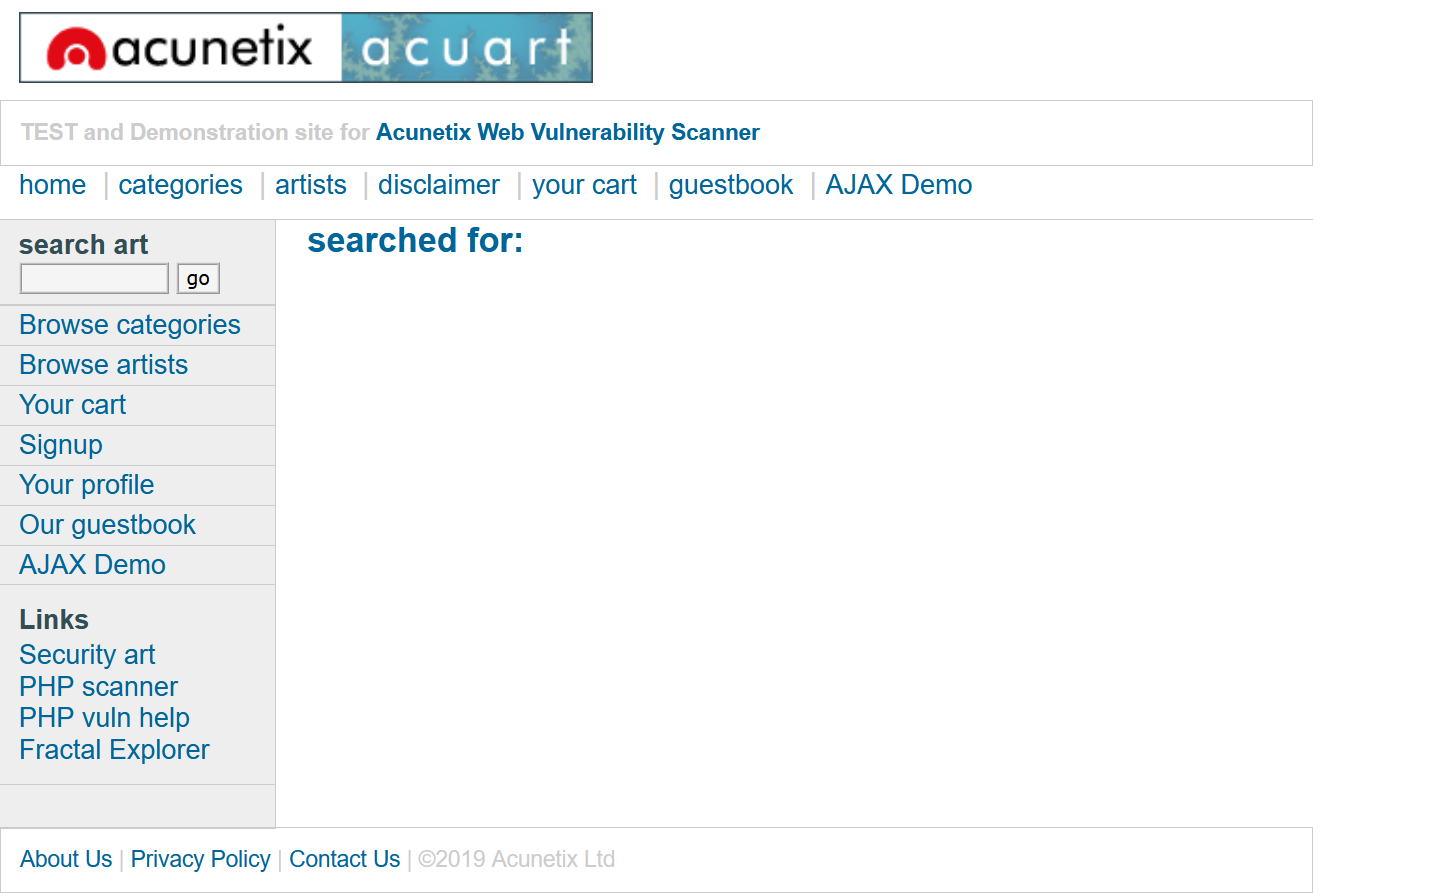 acunetix acuart
TEST and Demonstration site for Acunetix Web Vulnerability Scanner
home | categories | artists | disclaimer | your cart | guestbook | AJAX Demo
search art
go
Browse categories
Browse artists
Your cart
Signup
Your profile
Our guestbook
AJAX Demo
Links
Security art
PHP scanner
PHP vuln help
Fractal Explorer
searched for:
About Us | Privacy Policy | Contact Us | ©2019 Acunetix Ltd